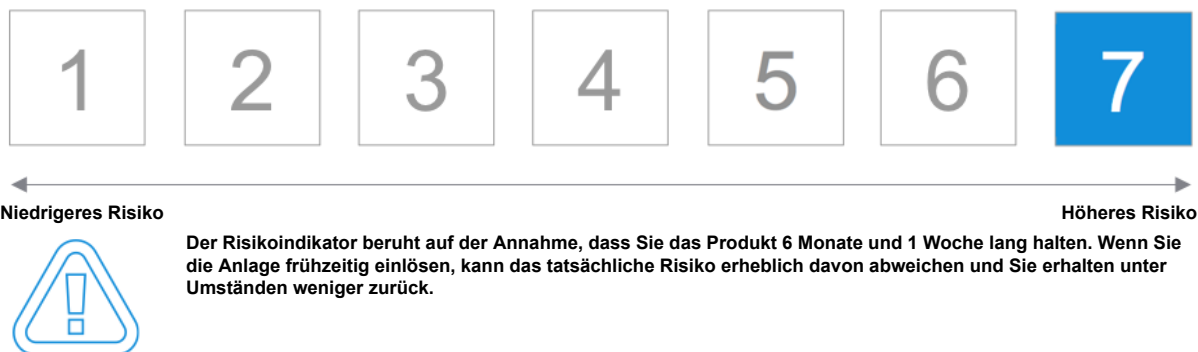 1 2 3 4 5 6 7
Niedrigeres Risiko Höheres Risiko
Der Risikoindikator beruht auf der Annahme, dass Sie das Produkt 6 Monate und 1 Woche lang halten. Wenn Sie
die Anlage frühzeitig einlösen, kann das tatsächliche Risiko erheblich davon abweichen und Sie erhalten unter
Umständen weniger zurück.